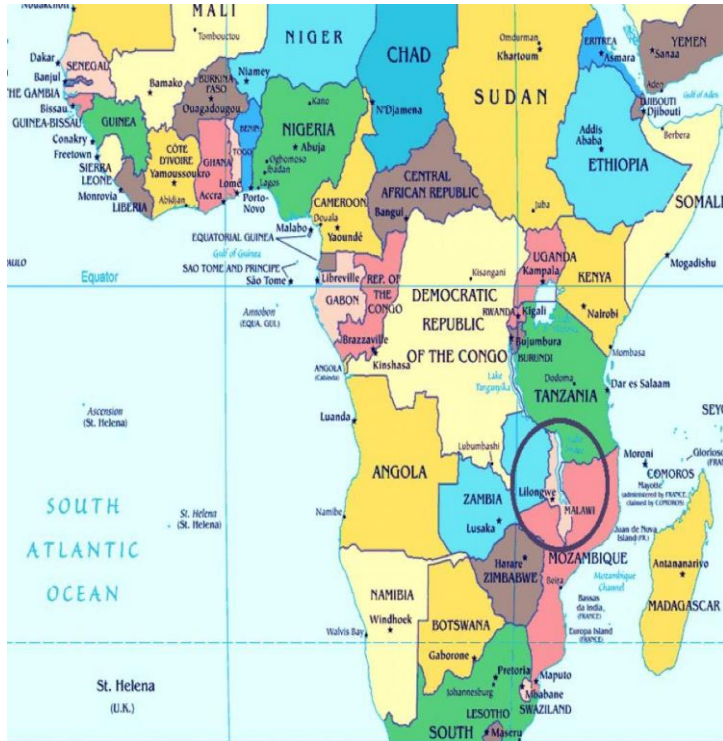 Nouakchott
MALI
Tombouctou
NIGER
CHAD
Omdurman
Khartoum
ERITREA
Asmara
YEMEN
Sanaa
Dakar
SENEGAL
Banjul
THE GAMBIA
Bissau
GUINEA-BISSAU
Bamako
BURKINA
FASO
Ouagadougou
Niamey
Kano
N'Djamena
SUDAN
Aden
Gulf of Aden
DJIBOUTI
Djibouti
GUINEA
Conakry
Freetown
SIERRA
LEONE
Monrovia
LIBERIA
CÔTE
D'IVOIRE
Yamoussoukro
Abidjan
GHANA
Accra
TOGO
Lomé
BENIN
Porto-
Novo
NIGERIA
Abuja
Ogbomoso
Ibadan
Lagos
Addis
Ababa
ETHIOPIA
Berbera
CENTRAL
AFRICAN REPUBLIC
Bangui
CAMEROON
Douala
Yaoundé
Malabo
EQUATORIAL GUINEA
Gulf of Guinea
SAO TOME AND PRINCIPE
São Tome
Juba
SOMALI
Mogadishu
Equator
Libreville
GABON
REP. OF
THE
CONGO
Brazzaville
Kinshasa
Kisangani
DEMOCRATIC
REPUBLIC
OF THE CONGO
UGANDA
Kampala
KENYA
Nairobi
RWANDA
Kigali
Bujumbura
BURUNDI
Mombasa
Annobon
(EQUA. GUI.)
ANGOLA
(Cabinda)
Lake
Tanganyika
Dodoma
Dar es Salaam
TANZANIA
SEY
Ascension
(St. Helena)
Luanda
Lubumbashi
Moroni
COMOROS
Mayotte
(administered by FRANCE,
claimed by COMOROS)
Glorioso
(FRA
ANGOLA
Lilongwe
MALAWI
ZAMBIA
Lusaka
SOUTH
ATLANTIC
OCEAN
St. Helena
(St. Helena)
Namibe
Juan de Nova
Island (FR.)
Harare
ZIMBABWE
MOZAMBIQUE
Beira
Mozambique
Channel
Antananarivo
MADAGASCAR
NAMIBIA
Windhoek
Walvis Bay
BOTSWANA
Gaborone
Bassas
da India,
(FRANCE)
Europa Island
(FRANCE)
St. Helena
(U.K.)
Pretoria
Johannesburg
Maputo
Mbabane
SWAZILAND
LESOTHO
Maseru
SOUTH